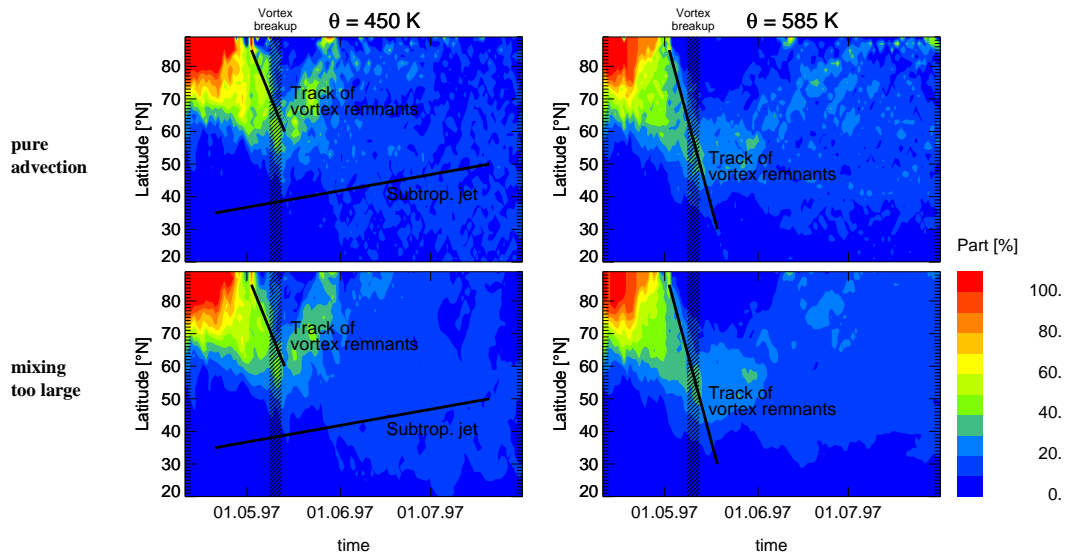 Vortex
breakup
θ = 450 K
Vortex
breakup
θ = 585 K
pure
advection
Latitude [°N]
80
70
60
50
40
30
20
Track of
vortex remnants
Subtrop. jet
Latitude [°N]
80
70
60
50
40
30
20
Track of
vortex remnants
mixing
too large
Latitude [°N]
80
70
60
50
40
30
20
Track of
vortex remnants
Subtrop. jet
01.05.97 01.06.97 01.07.97
time
Latitude [°N]
80
70
60
50
40
30
20
Track of
vortex remnants
01.05.97 01.06.97 01.07.97
time
Part [%]
100.
80.
60.
40.
20.
0.